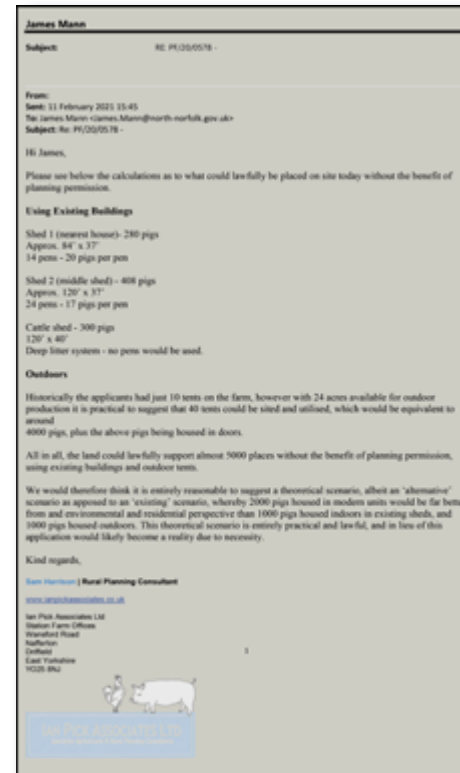 James Mann
Subject: RE: PF/20/0578 -
From:
Sent: 11 February 2021 15:45
To: James Mann <James.Mann@north-norfolk.gov.uk>
Subject: Re: PF/20/0578 -
Hi James,
Please see below the calculations as to what could lawfully be placed on site today without the benefit of
planning permission.
Using Existing Buildings
Shed 1 (nearest house)- 280 pigs
Approx. 84' x 37'
14 pens - 20 pigs per pen
Shed 2 (middle shed) - 408 pigs
Approx. 120' x 37'
24 pens - 17 pigs per pen
Cattle shed - 300 pigs
120' x 40'
Deep litter system - no pens would be used.
Outdoors
Historically the applicants had just 10 tents on the farm, however with 24 acres available for outdoor
production it is practical to suggest that 40 tents could be sited and utilised, which would be equivalent to
around
4000 pigs, plus the above pigs being housed in doors.
All in all, the land could lawfully support almost 5000 places without the benefit of planning permission,
using existing buildings and outdoor tents.
We would therefore think it is entirely reasonable to suggest a theoretical scenario, albeit an 'alternative'
scenario as apposed to an 'existing' scenario, whereby 2000 pigs housed in modern units would be far bette
from and environmental and residential perspective than 1000 pigs housed indoors in existing sheds, and
1000 pigs housed outdoors. This theoretical scenario is entirely practical and lawful, and in lieu of this
application would likely become a reality due to necessity.
Kind regards,
Sam Harrison | Rural Planning Consultant
www.ianpickassociates.co.uk
Ian Pick Associates Ltd
Station Farm Offices
Wansford Road
Nafferton
Driffield
East Yorkshire
YO25 8NJ
1
IAN PICK ASSOCIATES LTD